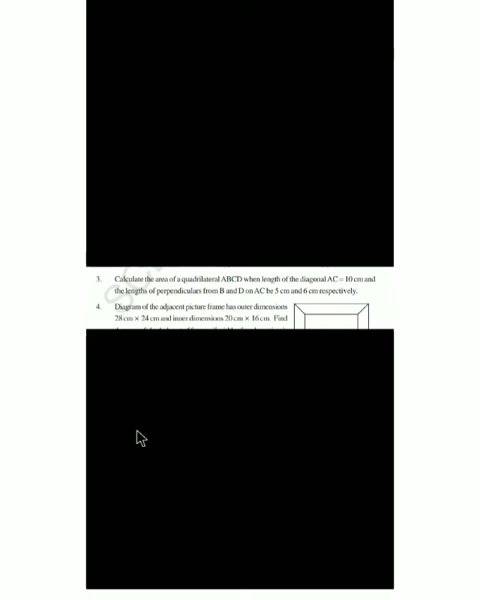 3. Calculate the area of a quadrilateral ABCD when length of the diagonal AC = 10 cm and
the lengths of perpendiculars from B and D on AC be 5 cm and 6 cm respectively.
4. Diagram of the adjacent picture frame has outer dimensions
28 cm × 24 cm and inner dimensions 20 cm × 16 cm. Find